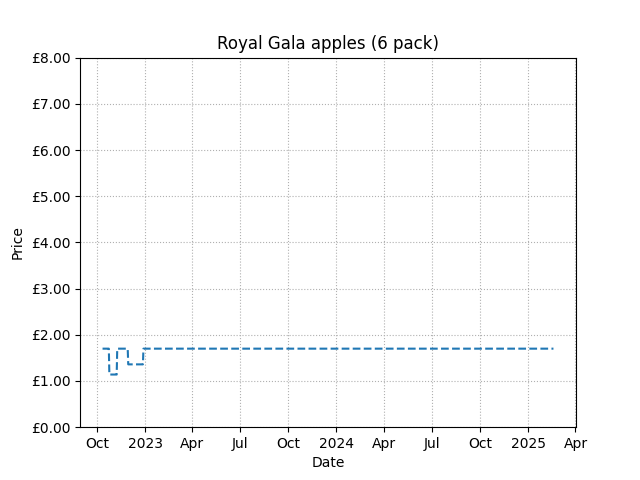 Royal Gala apples (6 pack)
£8.00
£7.00
£6.00
£5.00
£4.00
£3.00
£2.00
£1.00
£0.00
Price
Oct 2023 Apr Jul Oct 2024 Apr Jul Oct 2025 Apr
Date